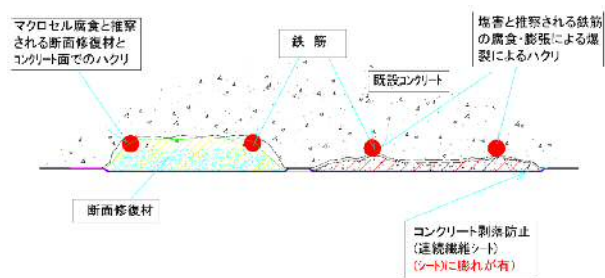 マクロセル腐食と推察
される断面修復材と
コンクリート面でのハクリ
鉄 筋
塩害と推察される鉄筋
の腐食・膨張による爆
裂によるハクリ
既設コンクリート
断面修復材
コンクリート剥落防止
(連続繊維シート)
(シート)に膨れが有)